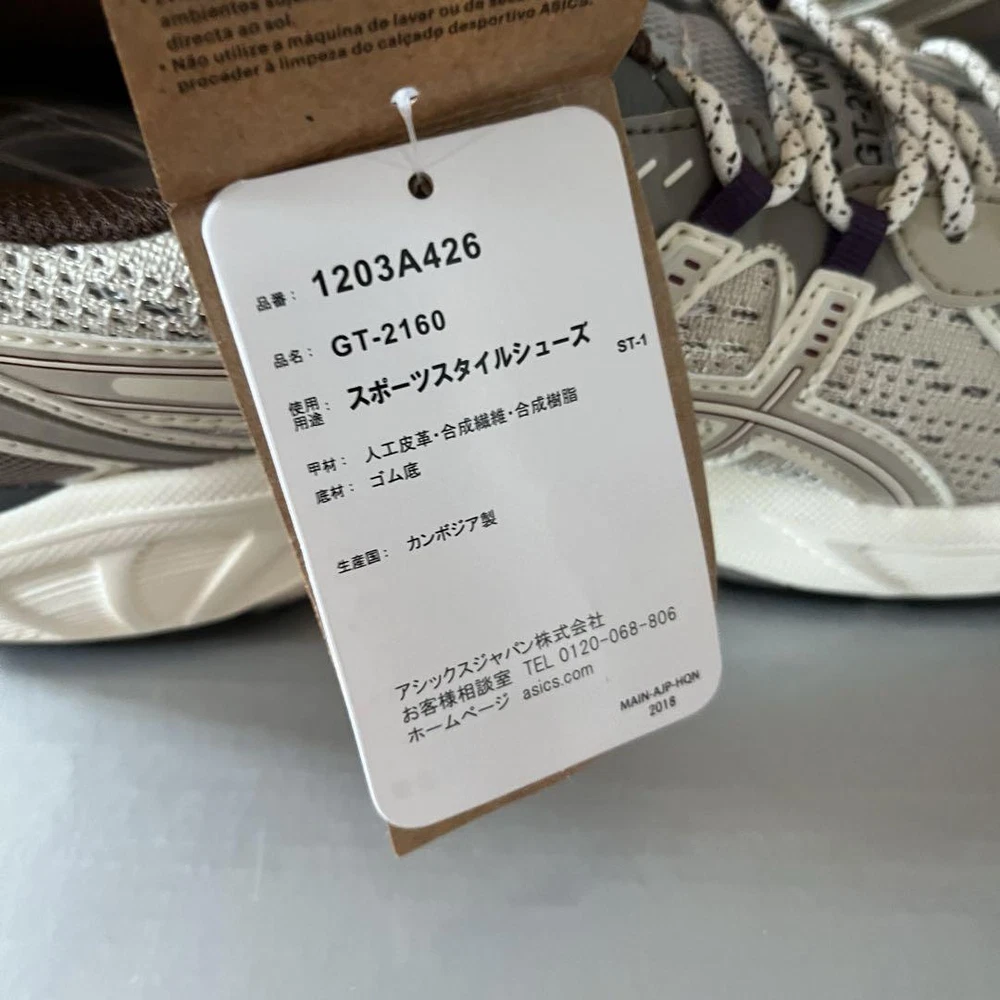 ambientes
directa ao sol.
• Não utilize a máquina de lavar ou de
proceder à limpeza do calçado desportivo ASICS.
品番： 1203A426
品名： GT-2160
使用用途： スポーツスタイルシューズ ST-1
甲材： 人工皮革・合成繊維・合成樹脂
底材： ゴム底
生産国： カンボジア製
アシックスジャパン株式会社
お客様相談室 TEL 0120-068-806
ホームページ asics.com
MAIN-AJP-HQN
2018
GT-2